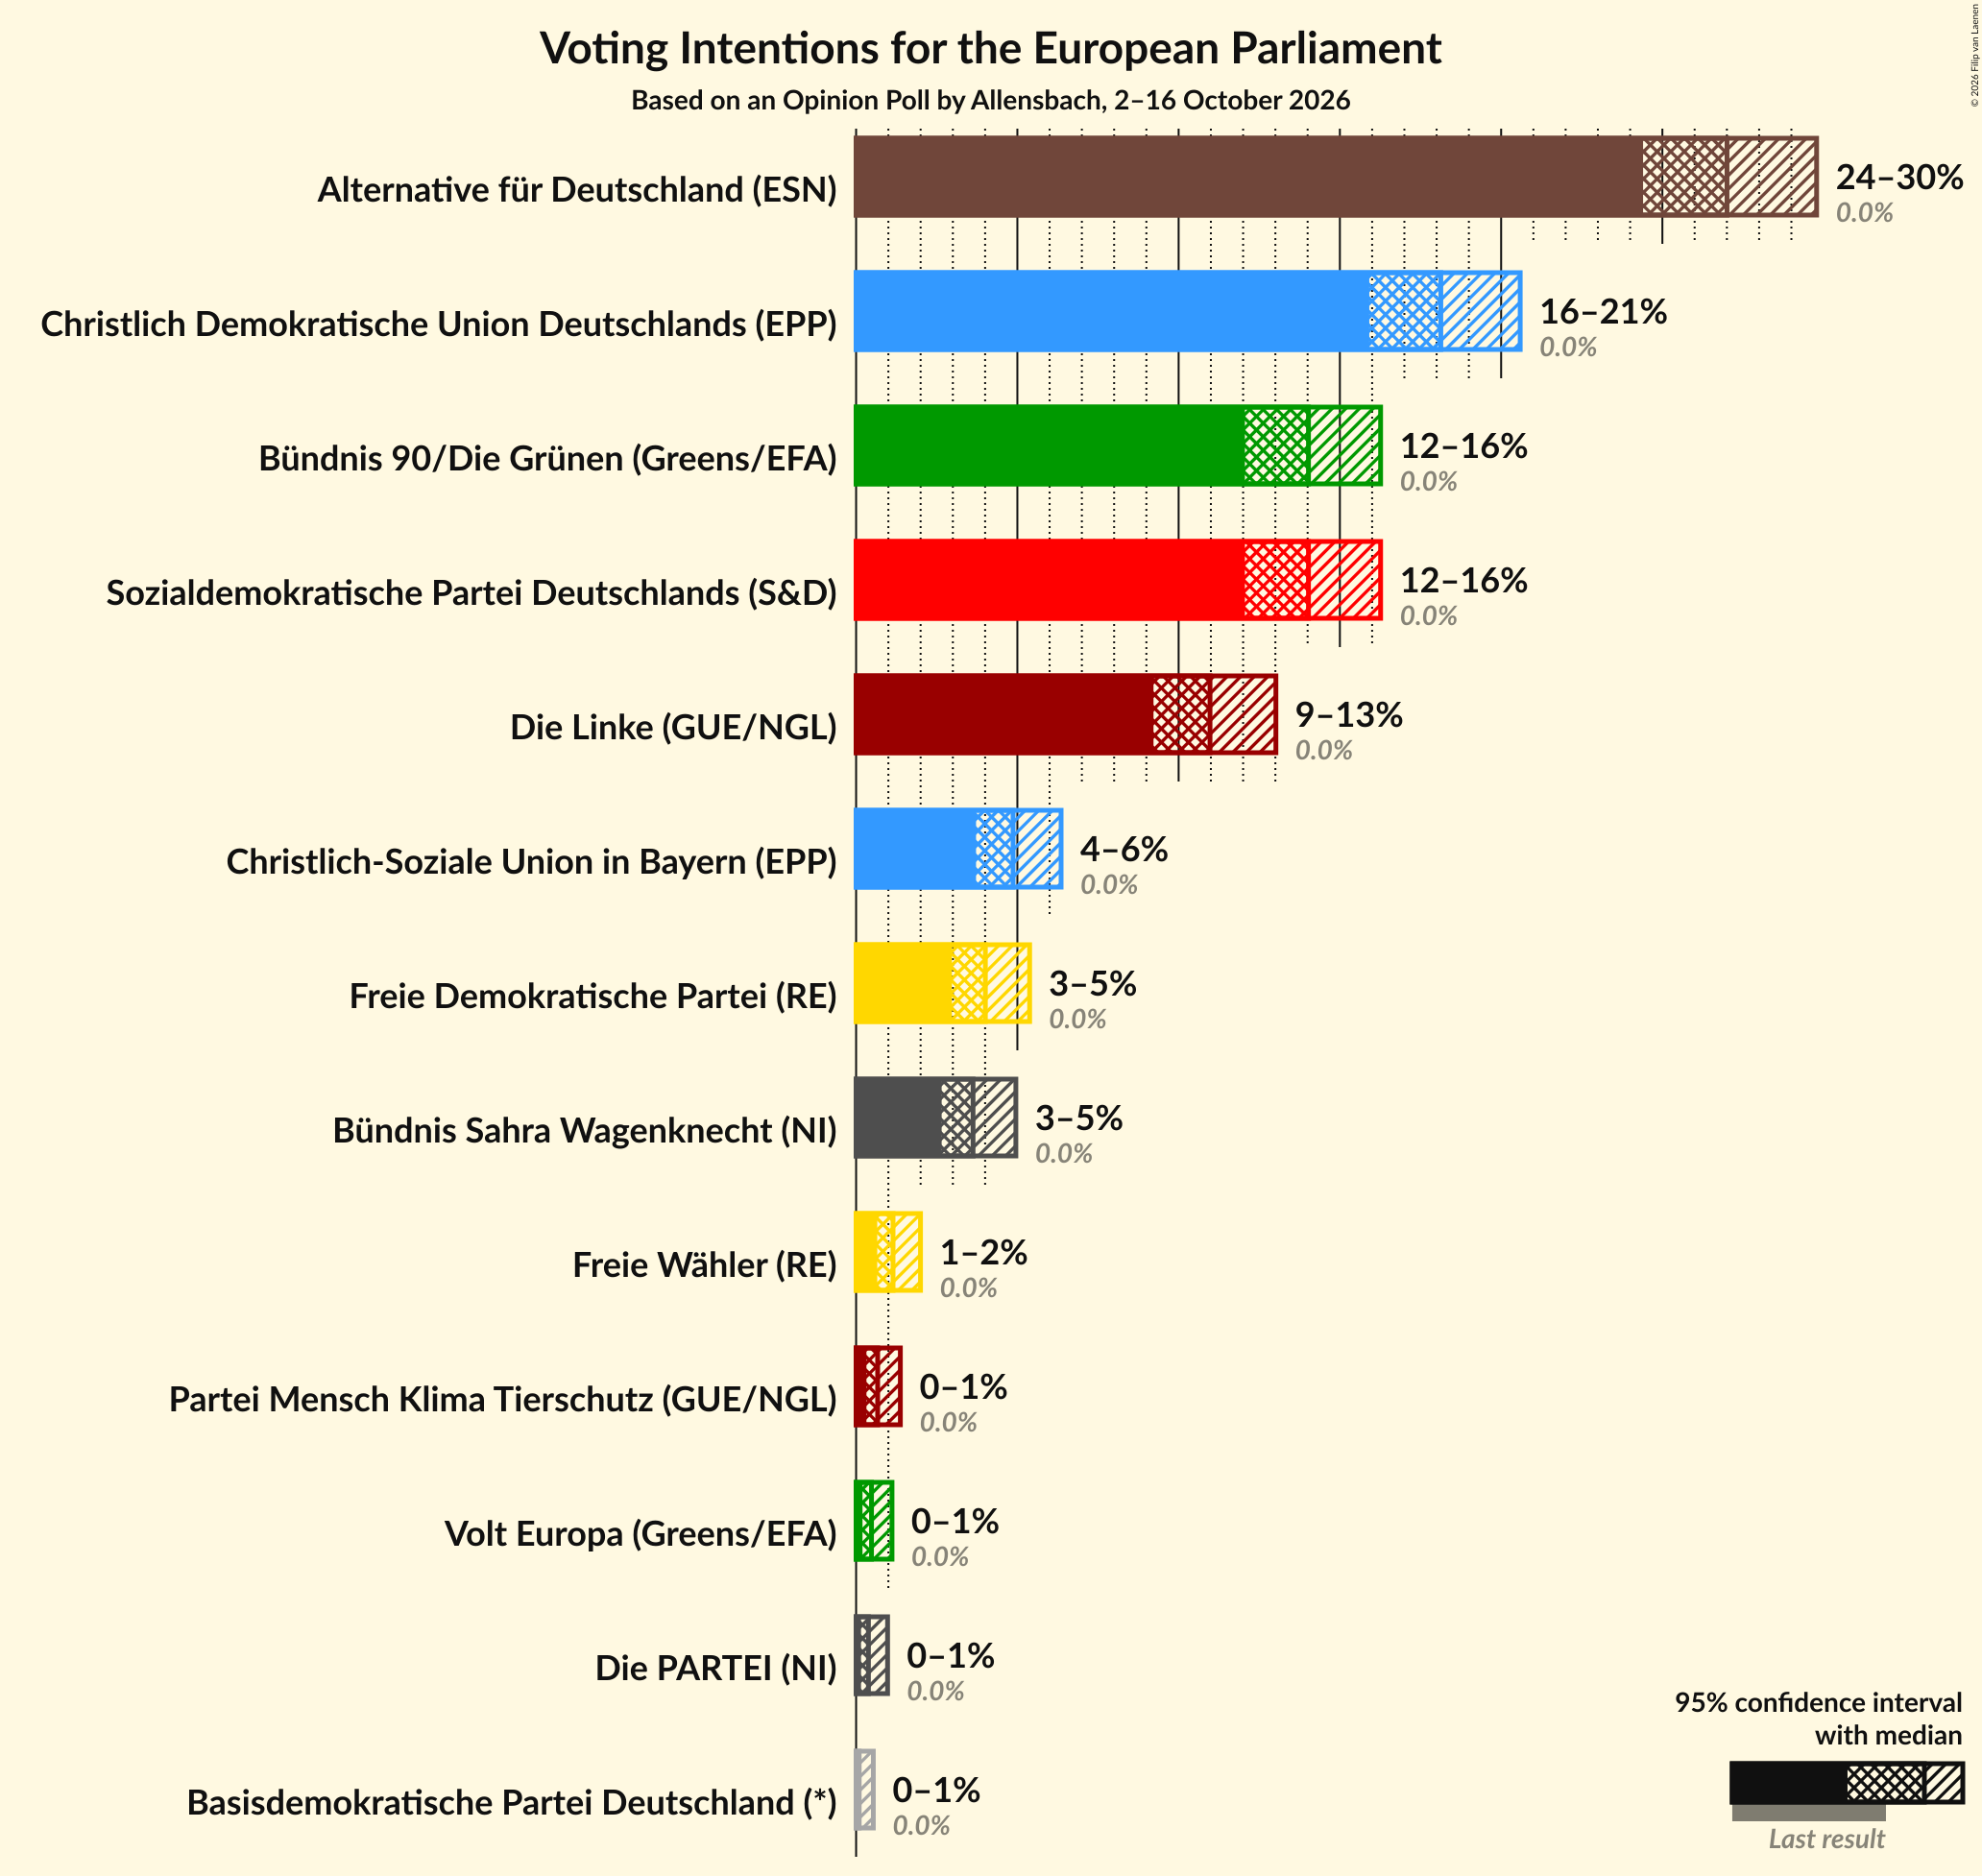 Voting Intentions for the European Parliament
Based on an Opinion Poll by Allensbach, 2–16 October 2026
© 2026 Filip van Laenen
Alternative für Deutschland (ESN)
24–30%
0.0%
Christlich Demokratische Union Deutschlands (EPP)
16–21%
0.0%
Bündnis 90/Die Grünen (Greens/EFA)
12–16%
0.0%
Sozialdemokratische Partei Deutschlands (S&D)
12–16%
0.0%
Die Linke (GUE/NGL)
9–13%
0.0%
Christlich-Soziale Union in Bayern (EPP)
4–6%
0.0%
Freie Demokratische Partei (RE)
3–5%
0.0%
Bündnis Sahra Wagenknecht (NI)
3–5%
0.0%
Freie Wähler (RE)
1–2%
0.0%
Partei Mensch Klima Tierschutz (GUE/NGL)
0–1%
0.0%
Volt Europa (Greens/EFA)
0–1%
0.0%
Die PARTEI (NI)
0–1%
0.0%
Basisdemokratische Partei Deutschland (*)
0–1%
0.0%
95% confidence interval
with median
Last result